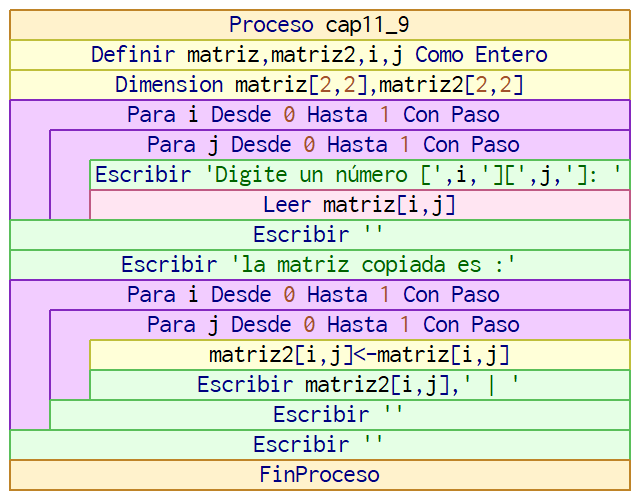 Proceso cap11_9
Definir matriz,matriz2,i,j Como Entero
Dimension matriz[2,2],matriz2[2,2]
Para i Desde 0 Hasta 1 Con Paso
Para j Desde 0 Hasta 1 Con Paso
Escribir 'Digite un número [',i,'][',j,']: '
Leer matriz[i,j]
Escribir ''
Escribir 'la matriz copiada es :'
Para i Desde 0 Hasta 1 Con Paso
Para j Desde 0 Hasta 1 Con Paso
matriz2[i,j]<-matriz[i,j]
Escribir matriz2[i,j],' | '
Escribir ''
Escribir ''
FinProceso